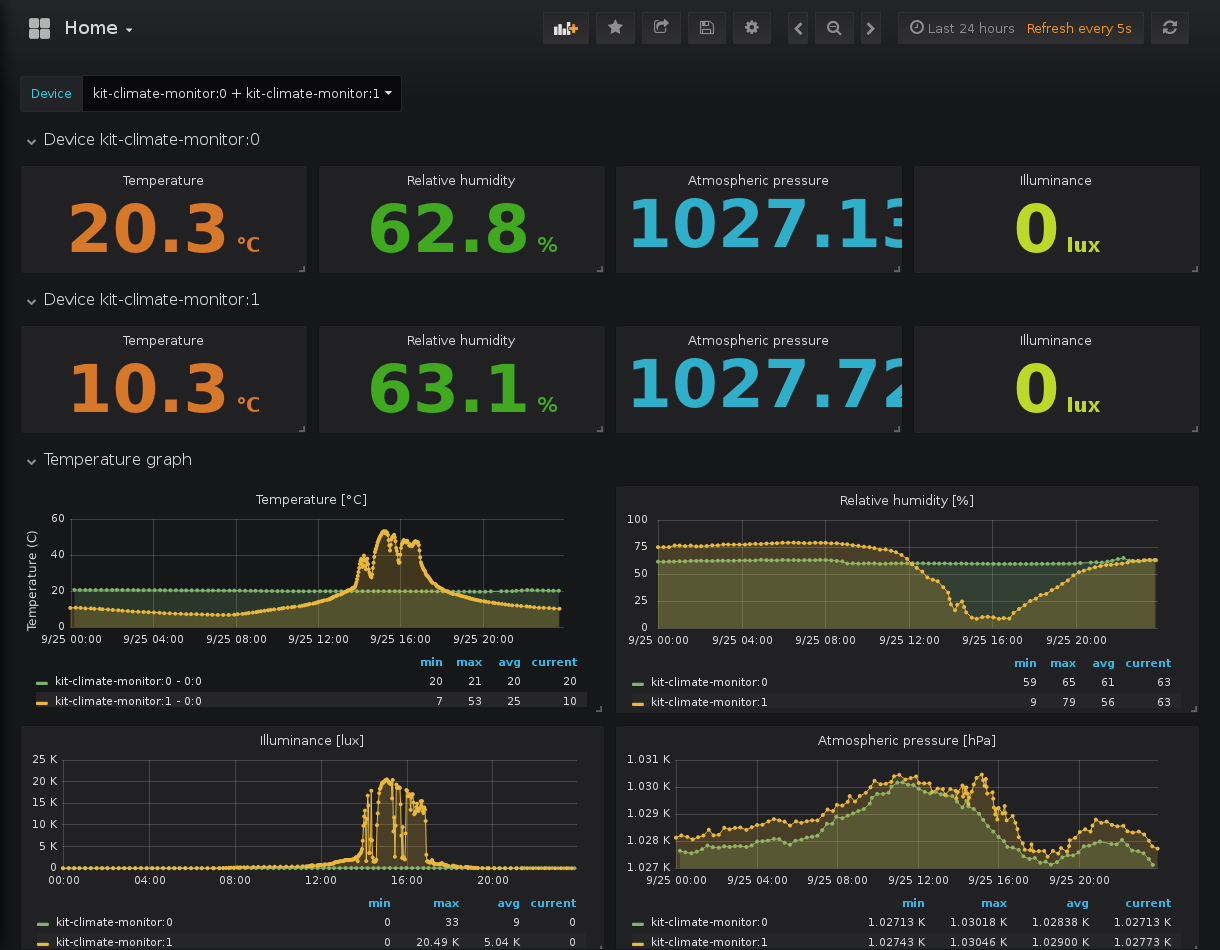 Home
Last 24 hours Refresh every 5s
Device kit-climate-monitor:0 + kit-climate-monitor:1
Device kit-climate-monitor:0
Temperature Relative humidity Atmospheric pressure Illuminance
20.3 °C 62.8 % 1027.13 0 lux
Device kit-climate-monitor:1
Temperature Relative humidity Atmospheric pressure Illuminance
10.3 °C 63.1 % 1027.72 0 lux
Temperature graph
Temperature [°C]
Temperature (C)
60
40
20
0
9/25 00:00 9/25 04:00 9/25 08:00 9/25 12:00 9/25 16:00 9/25 20:00
min max avg current
kit-climate-monitor:0 - 0:0 20 21 20 20
kit-climate-monitor:1 - 0:0 7 53 25 10
Relative humidity [%]
100
75
50
25
0
9/25 00:00 9/25 04:00 9/25 08:00 9/25 12:00 9/25 16:00 9/25 20:00
min max avg current
kit-climate-monitor:0 59 65 61 63
kit-climate-monitor:1 9 79 56 63
Illuminance [lux]
25 K
20 K
15 K
10 K
5 K
0
00:00 04:00 08:00 12:00 16:00 20:00
min max avg current
kit-climate-monitor:0 0 33 9 0
kit-climate-monitor:1 0 20.49 K 5.04 K 0
Atmospheric pressure [hPa]
1.031 K
1.030 K
1.029 K
1.028 K
1.027 K
9/25 00:00 9/25 04:00 9/25 08:00 9/25 12:00 9/25 16:00 9/25 20:00
min max avg current
kit-climate-monitor:0 1.02713 K 1.03018 K 1.02838 K 1.02713 K
kit-climate-monitor:1 1.02743 K 1.03046 K 1.02900 K 1.02773 K